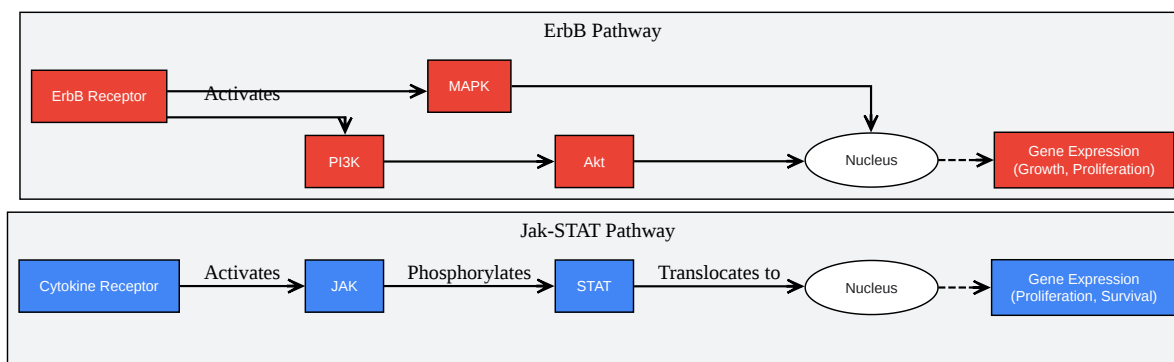 ErbB Pathway
ErbB Receptor
Activates
MAPK
PI3K
Akt
Nucleus
Gene Expression
(Growth, Proliferation)
Jak-STAT Pathway
Cytokine Receptor
Activates
JAK
Phosphorylates
STAT
Translocates to
Nucleus
Gene Expression
(Proliferation, Survival)